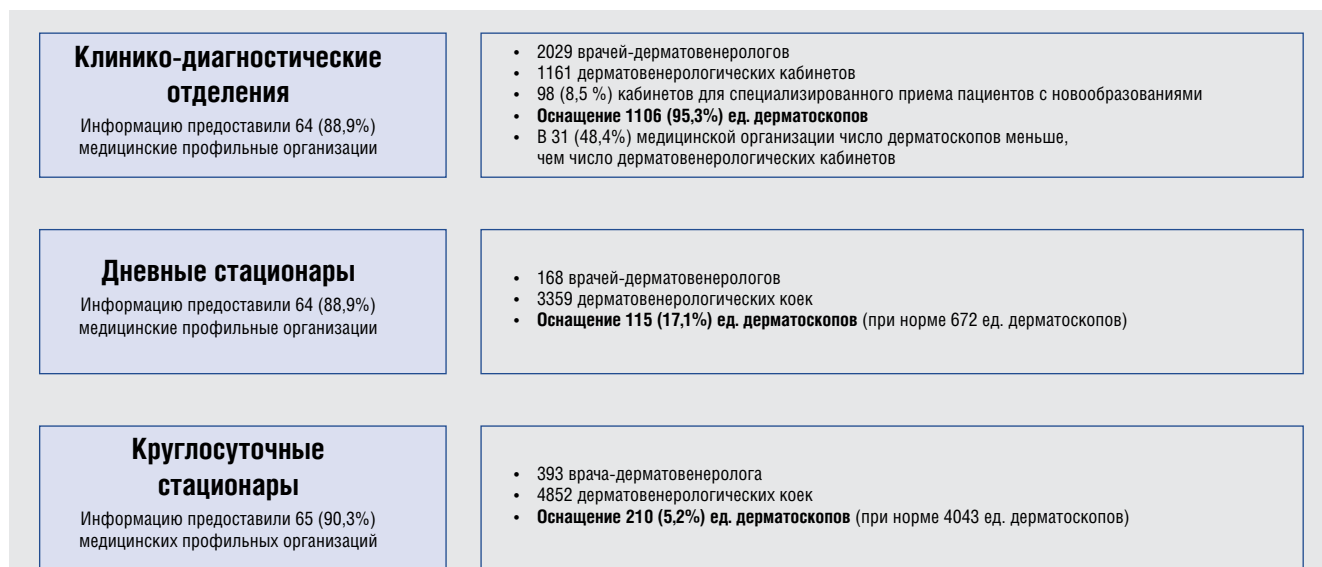 Клинико-диагностические
отделения
Информацию предоставили 64 (88,9%)
медицинские профильные организации
• 2029 врачей-дерматовенерологов
• 1161 дерматовенерологических кабинетов
• 98 (8,5 %) кабинетов для специализированного приема пациентов с новообразованиями
• Оснащение 1106 (95,3%) ед. дерматоскопов
• В 31 (48,4%) медицинской организации число дерматоскопов меньше,
чем число дерматовенерологических кабинетов
Дневные стационары
Информацию предоставили 64 (88,9%)
медицинские профильные организации
• 168 врачей-дерматовенерологов
• 3359 дерматовенерологических коек
• Оснащение 115 (17,1%) ед. дерматоскопов (при норме 672 ед. дерматоскопов)
Круглосуточные
стационары
Информацию предоставили 65 (90,3%)
медицинских профильных организаций
• 393 врача-дерматовенеролога
• 4852 дерматовенерологических коек
• Оснащение 210 (5,2%) ед. дерматоскопов (при норме 4043 ед. дерматоскопов)